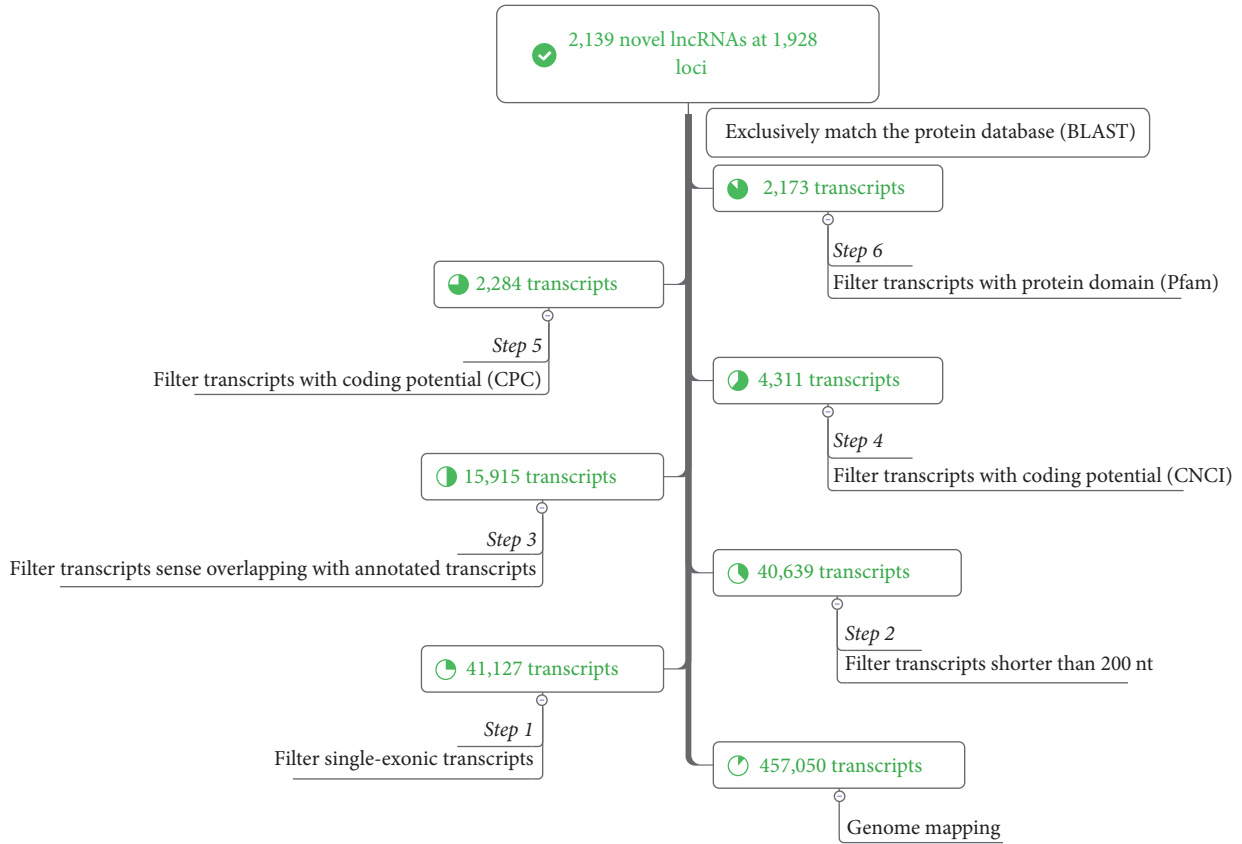 2,139 novel lncRNAs at 1,928
loci
Exclusively match the protein database (BLAST)
2,173 transcripts
Step 6
Filter transcripts with protein domain (Pfam)
2,284 transcripts
Step 5
Filter transcripts with coding potential (CPC)
4,311 transcripts
Step 4
Filter transcripts with coding potential (CNCI)
15,915 transcripts
Step 3
Filter transcripts sense overlapping with annotated transcripts
40,639 transcripts
Step 2
Filter transcripts shorter than 200 nt
41,127 transcripts
Step 1
Filter single-exonic transcripts
457,050 transcripts
Genome mapping